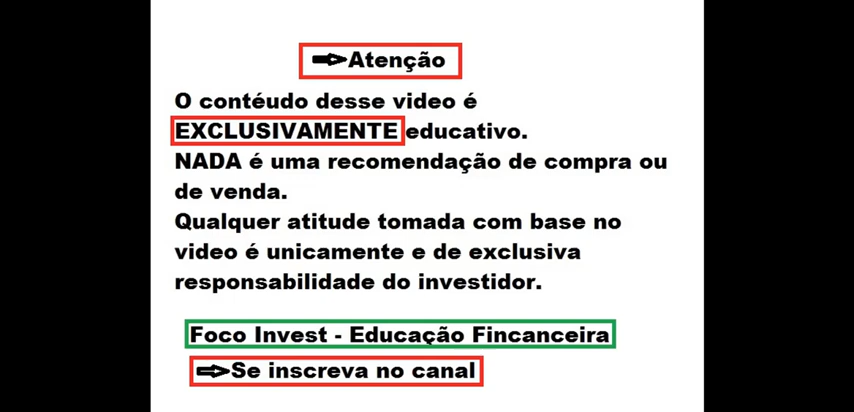 ⇒Atenção
O contéudo desse video é
EXCLUSIVAMENTE educativo.
NADA é uma recomendação de compra ou
de venda.
Qualquer atitude tomada com base no
video é unicamente e de exclusiva
responsabilidade do investidor.
Foco Invest - Educação Fincanceira
⇒Se inscreva no canal